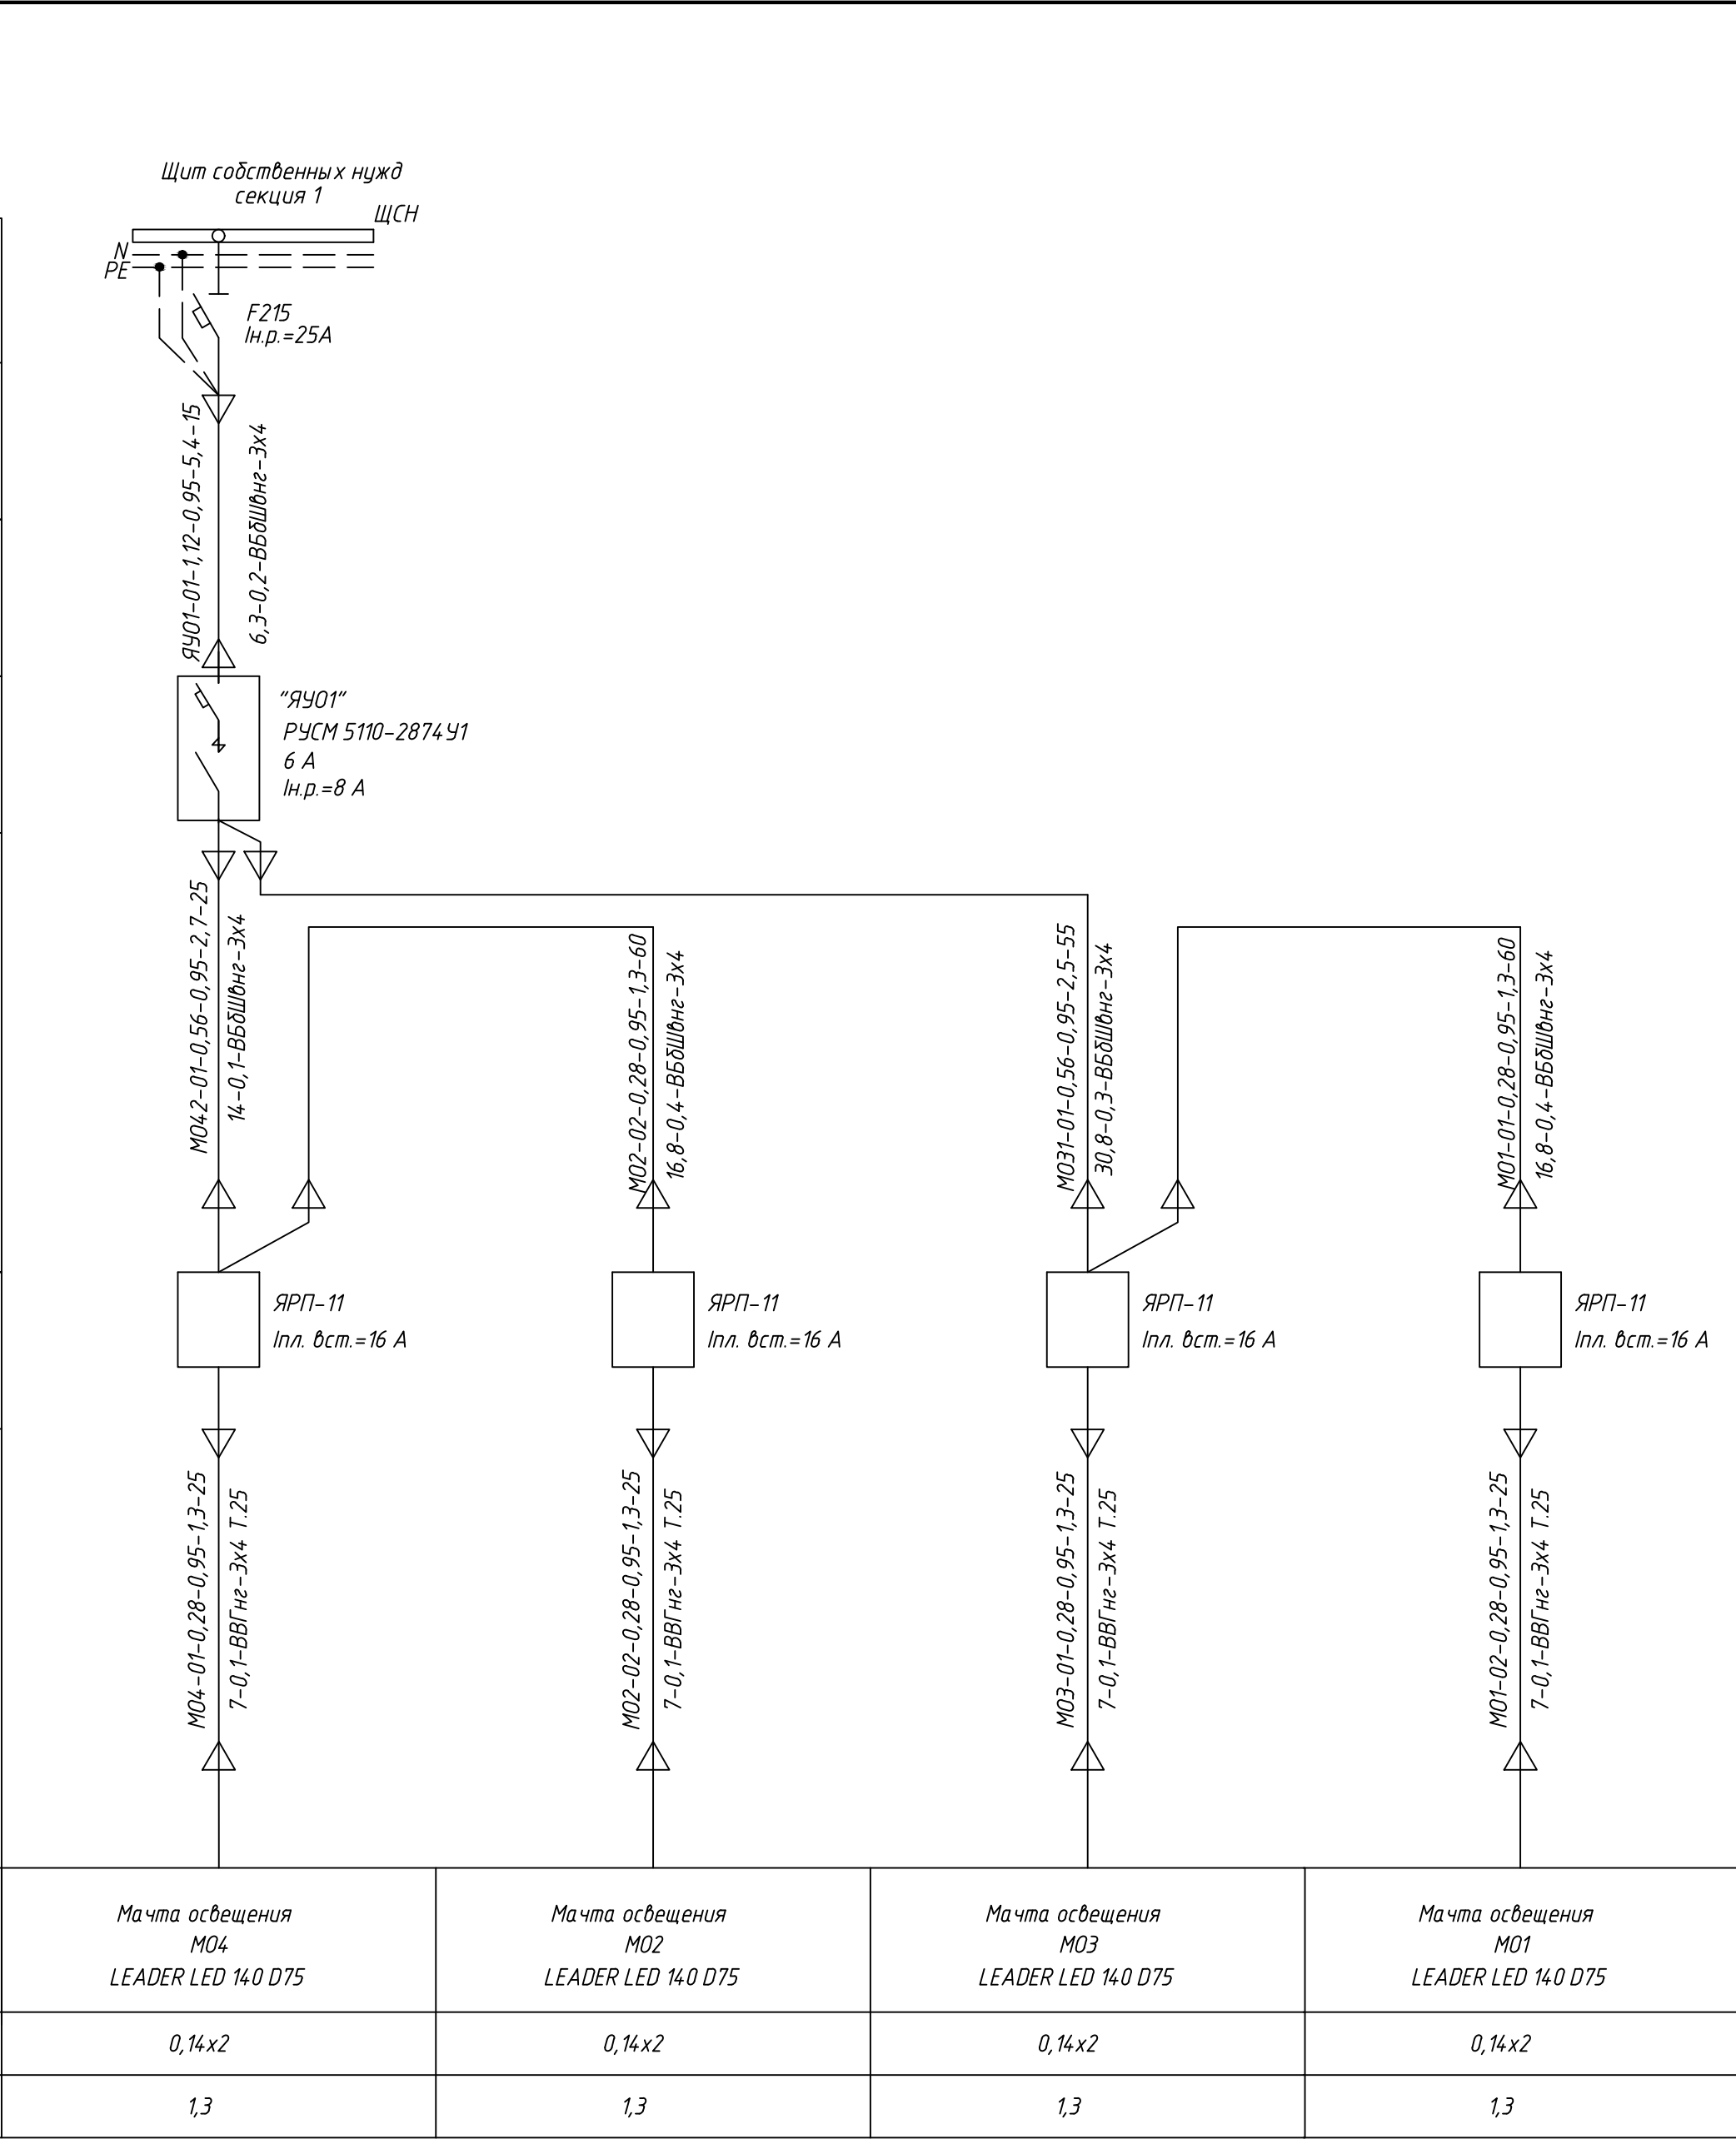 Щит собственных нужд
секция 1
ЩСН
N
PE
F215
Iн.р.=25А
ЯУ01-01-1,12-0,95-5,4-15
6,3-0,2-ВБбШвнг-3х4
"ЯУ01"
РУСМ 5110-2874У1
6 А
Iн.р.=8 А
М042-01-0,56-0,95-2,7-25
14-0,1-ВБбШвнг-3х4
М02-02-0,28-0,95-1,3-60
16,8-0,4-ВБбШвнг-3х4
М031-01-0,56-0,95-2,5-55
30,8-0,3-ВБбШвнг-3х4
М01-01-0,28-0,95-1,3-60
16,8-0,4-ВБбШвнг-3х4
ЯРП-11
Iпл. вст.=16 А
ЯРП-11
Iпл. вст.=16 А
ЯРП-11
Iпл. вст.=16 А
ЯРП-11
Iпл. вст.=16 А
М04-01-0,28-0,95-1,3-25
7-0,1-ВВГнг-3х4 Т.25
М02-02-0,28-0,95-1,3-25
7-0,1-ВВГнг-3х4 Т.25
М03-01-0,28-0,95-1,3-25
7-0,1-ВВГнг-3х4 Т.25
М01-02-0,28-0,95-1,3-25
7-0,1-ВВГнг-3х4 Т.25
Мачта освещения
М04
LEADER LED 140 D75
Мачта освещения
М02
LEADER LED 140 D75
Мачта освещения
М03
LEADER LED 140 D75
Мачта освещения
М01
LEADER LED 140 D75
0,14х2
0,14х2
0,14х2
0,14х2
1,3
1,3
1,3
1,3